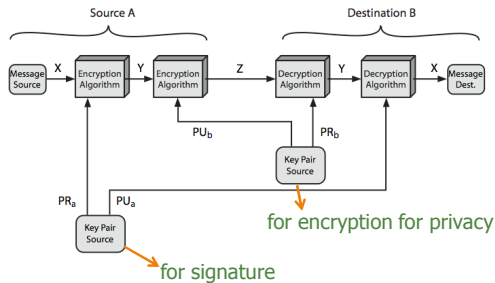 Source A
Destination B
Message
Source
X
Encryption
Algorithm
Y
Encryption
Algorithm
Z
Decryption
Algorithm
Y
Decryption
Algorithm
X
Message
Dest.
PUb
PRb
Key Pair
Source
PRa
PUa
for encryption for privacy
Key Pair
Source
for signature